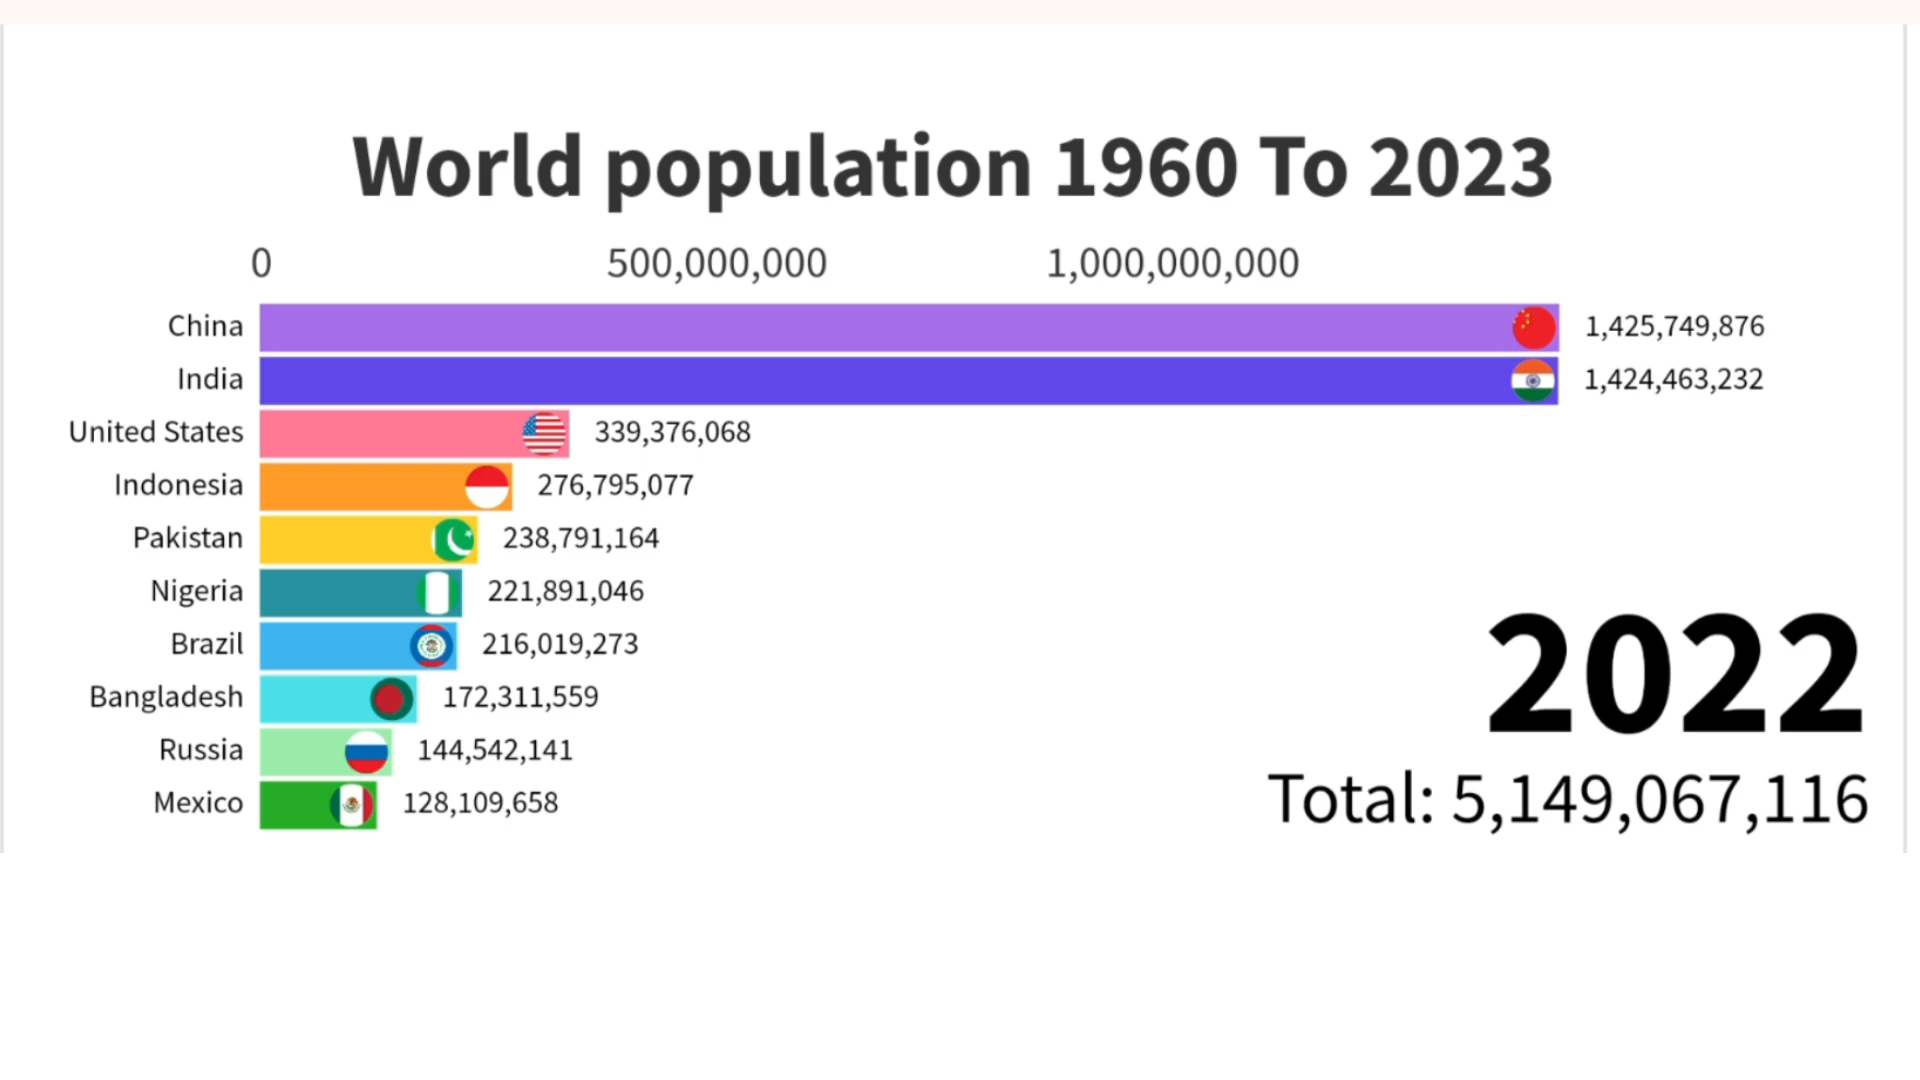 World population 1960 To 2023
0 500,000,000 1,000,000,000
China 1,425,749,876
India 1,424,463,232
United States 339,376,068
Indonesia 276,795,077
Pakistan 238,791,164
Nigeria 221,891,046
Brazil 216,019,273
Bangladesh 172,311,559
Russia 144,542,141
Mexico 128,109,658
2022
Total: 5,149,067,116